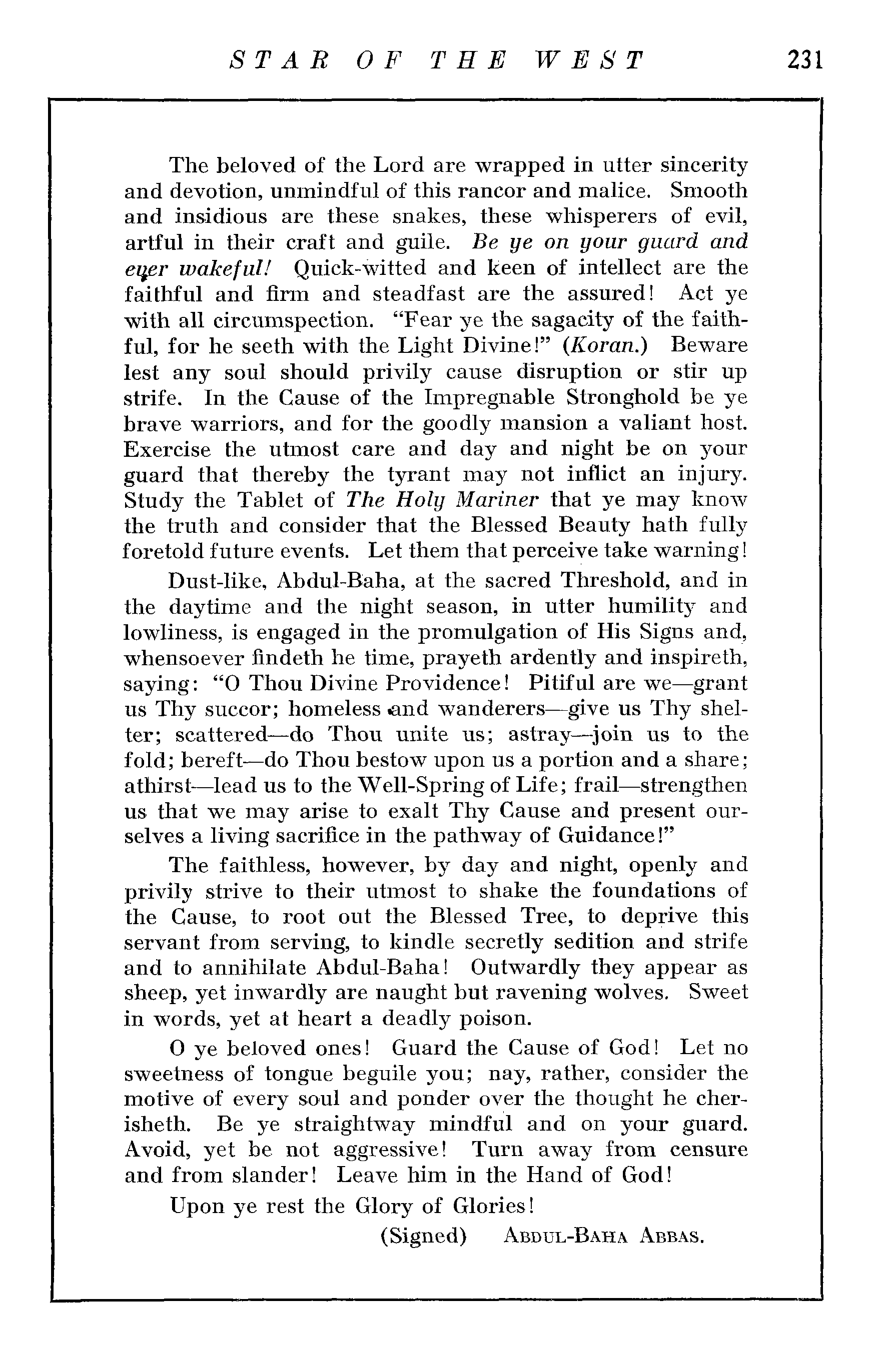 STAR OF THE WEST 231
The beloved of the Lord are wrapped in utter sincerity
and devotion, unmindful of this rancor and malice. Smooth
and insidious are these snakes, these whisperers of evil,
artful in their craft and guile. Be ye on your guard and
ever wakeful! Quick-witted and keen of intellect are the
faithful and firm and steadfast are the assured! Act ye
with all circumspection. “Fear ye the sagacity of the faith-
ful, for he seeth with the Light Divine!” (Koran.) Beware
lest any soul should privily cause disruption or stir up
strife. In the Cause of the Impregnable Stronghold be ye
brave warriors, and for the goodly mansion a valiant host.
Exercise the utmost care and day and night be on your
guard that thereby the tyrant may not inflict an injury.
Study the Tablet of The Holy Mariner that ye may know
the truth and consider that the Blessed Beauty hath fully
foretold future events. Let them that perceive take warning!
Dust-like, Abdul-Baha, at the sacred Threshold, and in
the daytime and the night season, in utter humility and
lowliness, is engaged in the promulgation of His Signs and,
whensoever findeth he time, prayeth ardently and inspireth,
saying: “O Thou Divine Providence! Pitiful are we—grant
us Thy succor; homeless and wanderers—give us Thy shel-
ter; scattered—do Thou unite us; astray—join us to the
fold; bereft—do Thou bestow upon us a portion and a share;
athirst—lead us to the Well-Spring of Life; frail—strengthen
us that we may arise to exalt Thy Cause and present our-
selves a living sacrifice in the pathway of Guidance!”
The faithless, however, by day and night, openly and
privily strive to their utmost to shake the foundations of
the Cause, to root out the Blessed Tree, to deprive this
servant from serving, to kindle secretly sedition and strife
and to annihilate Abdul-Baha! Outwardly they appear as
sheep, yet inwardly are naught but ravening wolves. Sweet
in words, yet at heart a deadly poison.
O ye beloved ones! Guard the Cause of God! Let no
sweetness of tongue beguile you; nay, rather, consider the
motive of every soul and ponder over the thought he cher-
isheth. Be ye straightway mindful and on your guard.
Avoid, yet be not aggressive! Turn away from censure
and from slander! Leave him in the Hand of God!
Upon ye rest the Glory of Glories!
(Signed) ABDUL-BAHA ABBAS.